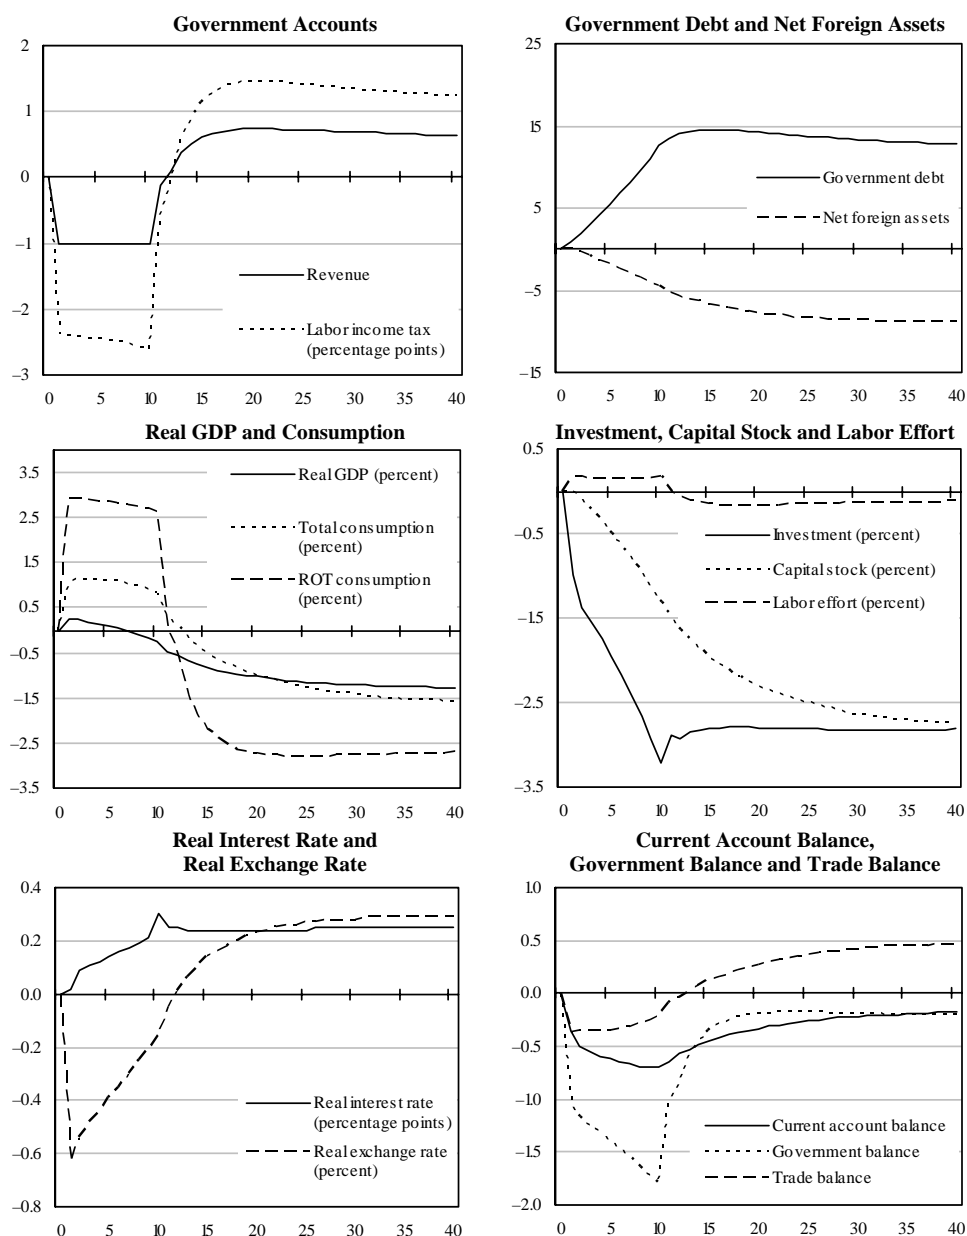 Government Accounts
2
1
0
–1
–2
–3
Revenue
Labor income tax
(percentage points)
0 5 10 15 20 25 30 35 40
Government Debt and Net Foreign Assets
25
15
5
–5
–15
Government debt
Net foreign assets
0 5 10 15 20 25 30 35 40
Real GDP and Consumption
3.5
2.5
1.5
0.5
–0.5
–1.5
–2.5
–3.5
Real GDP (percent)
Total consumption
(percent)
ROT consumption
(percent)
0 5 10 15 20 25 30 35 40
Investment, Capital Stock and Labor Effort
0.5
–0.5
–1.5
–2.5
–3.5
Investment (percent)
Capital stock (percent)
Labor effort (percent)
0 5 10 15 20 25 30 35 40
Real Interest Rate and
Real Exchange Rate
0.4
0.2
0.0
–0.2
–0.4
–0.6
–0.8
Real interest rate
(percentage points)
Real exchange rate
(percent)
0 5 10 15 20 25 30 35 40
Current Account Balance,
Government Balance and Trade Balance
1.0
0.5
0.0
–0.5
–1.0
–1.5
–2.0
Current account balance
Government balance
Trade balance
0 5 10 15 20 25 30 35 40